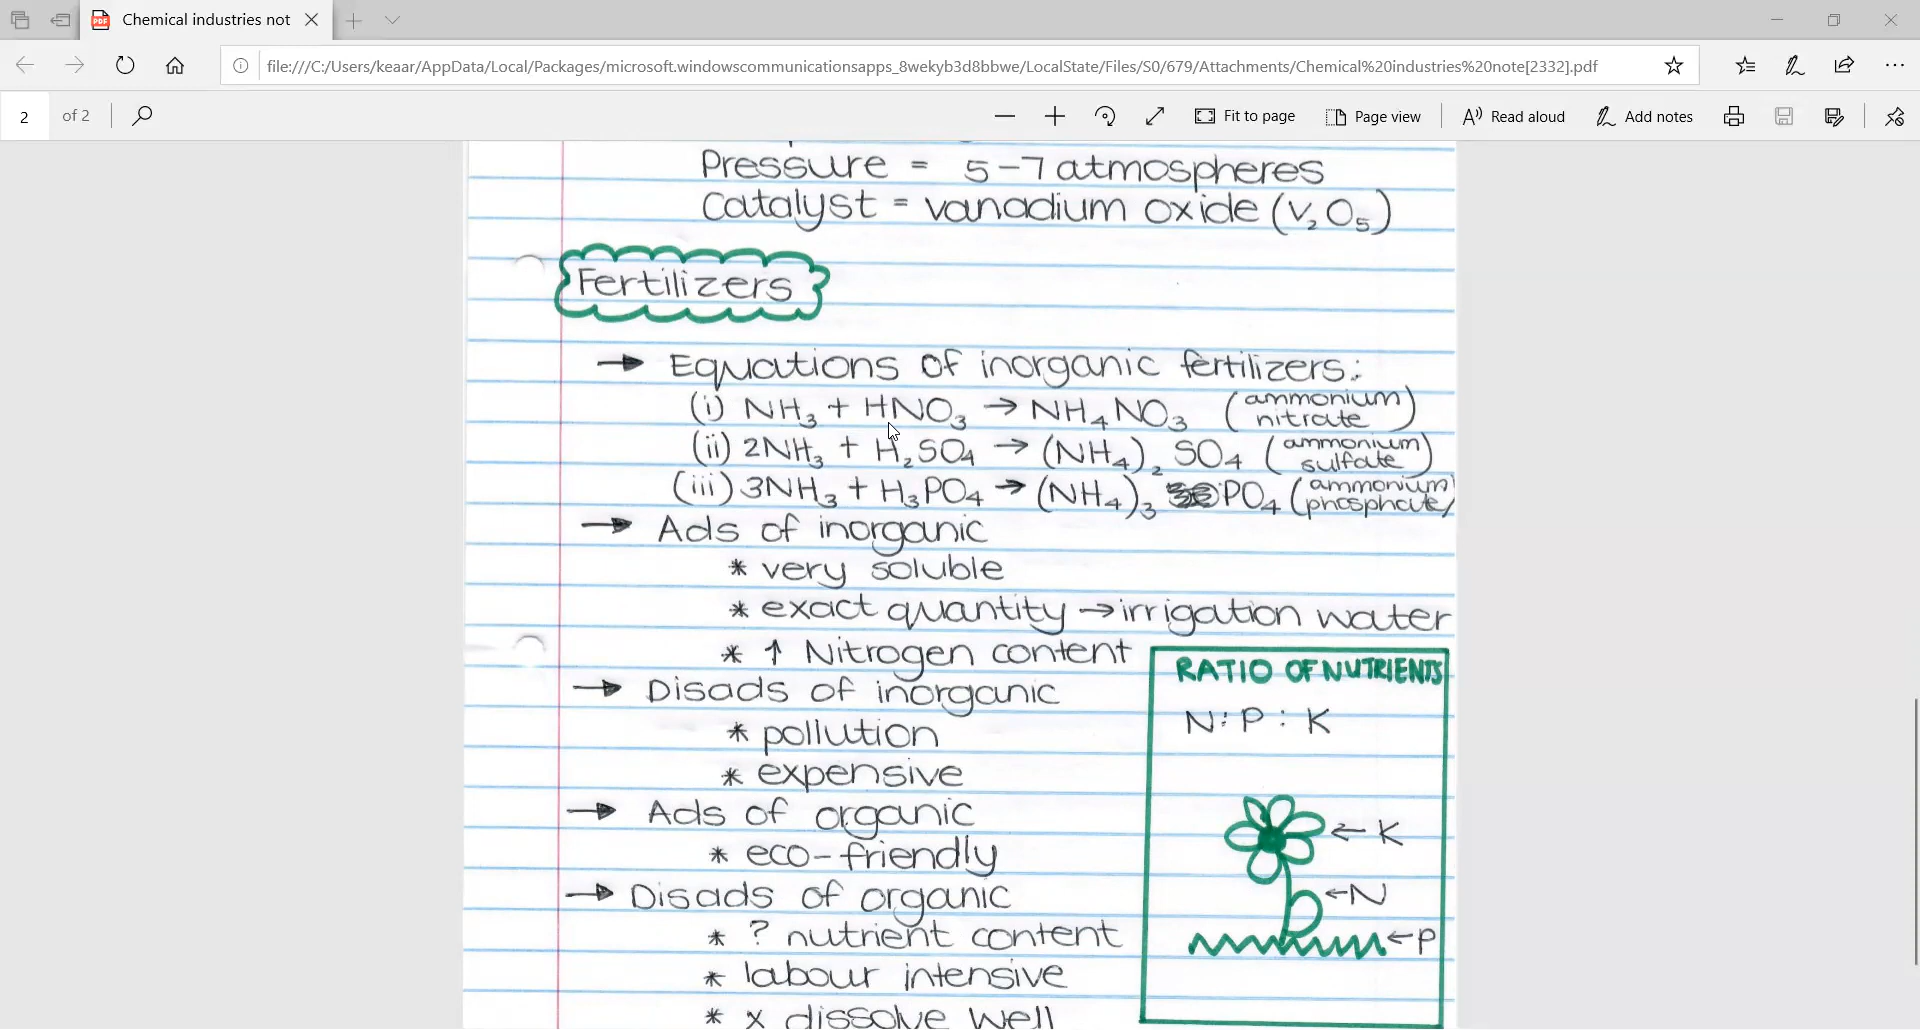 Chemical industries not
file:///C:/Users/keaar/AppData/Local/Packages/microsoft.windowscommunicationsapps_8wekyb3d8bbwe/LocalState/Files/S0/679/Attachments/Chemical%20industries%20note[2332].pdf
2 of 2 Fit to page Page view Read aloud Add notes
Pressure = 5-7 atmospheres
Catalyst = vanadium oxide (V₂O₅)
Fertilizers
→ Equations of inorganic fertilizers:
(i) NH₃ + HNO₃ → NH₄NO₃ (ammonium nitrate)
(ii) 2NH₃ + H₂SO₄ → (NH₄)₂ SO₄ (ammonium sulfate)
(iii) 3NH₃ + H₃PO₄ → (NH₄)₃ PO₄ (ammonium phosphate)
→ Ads of inorganic
* very soluble
* exact quantity → irrigation water
* ↑ Nitrogen content
→ Disads of inorganic
* pollution
* expensive
→ Ads of organic
* eco-friendly
→ Disads of organic
* ? nutrient content
* labour intensive
* x dissolve well
RATIO OF NUTRIENTS
N : P : K
← K
← N
← P